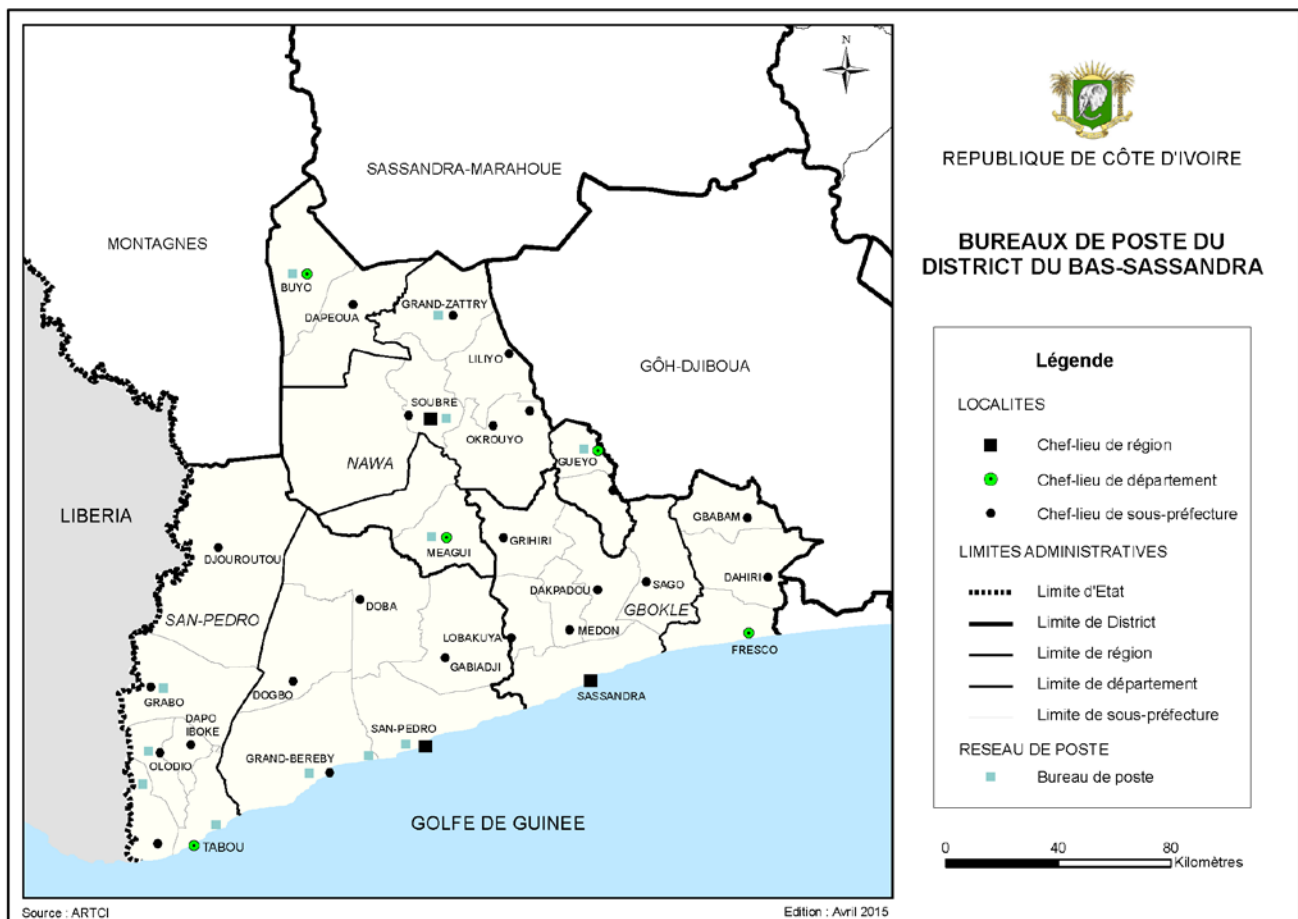 N
SASSANDRA-MARAHOUE
MONTAGNES
BUYO
DAPEOUA
GRAND-ZATTRY
LILIYO
GÔH-DJIBOUA
SOUBRE
OKROUYO
NAWA
GUEYO
LIBERIA
GBABAM
DJOUROUTOU
MEAGUI
GRIHIRI
DAHIRI
SAGO
DAKPADOU
DOBA
GBOKLE
SAN-PEDRO
MEDON
LOBAKUYA
FRESCO
GABIADJI
DOGBO
SASSANDRA
GRABO
DAPO
IBOKE
SAN-PEDRO
OLODIO
GRAND-BEREBY
GOLFE DE GUINEE
TABOU
REPUBLIQUE DE CÔTE D'IVOIRE
BUREAUX DE POSTE DU
DISTRICT DU BAS-SASSANDRA
Légende
LOCALITES
Chef-lieu de région
Chef-lieu de département
Chef-lieu de sous-préfecture
LIMITES ADMINISTRATIVES
Limite d'Etat
Limite de District
Limite de région
Limite de département
Limite de sous-préfecture
RESEAU DE POSTE
Bureau de poste
0 40 80
Kilomètres
Source : ARTCI
Edition : Avril 2015